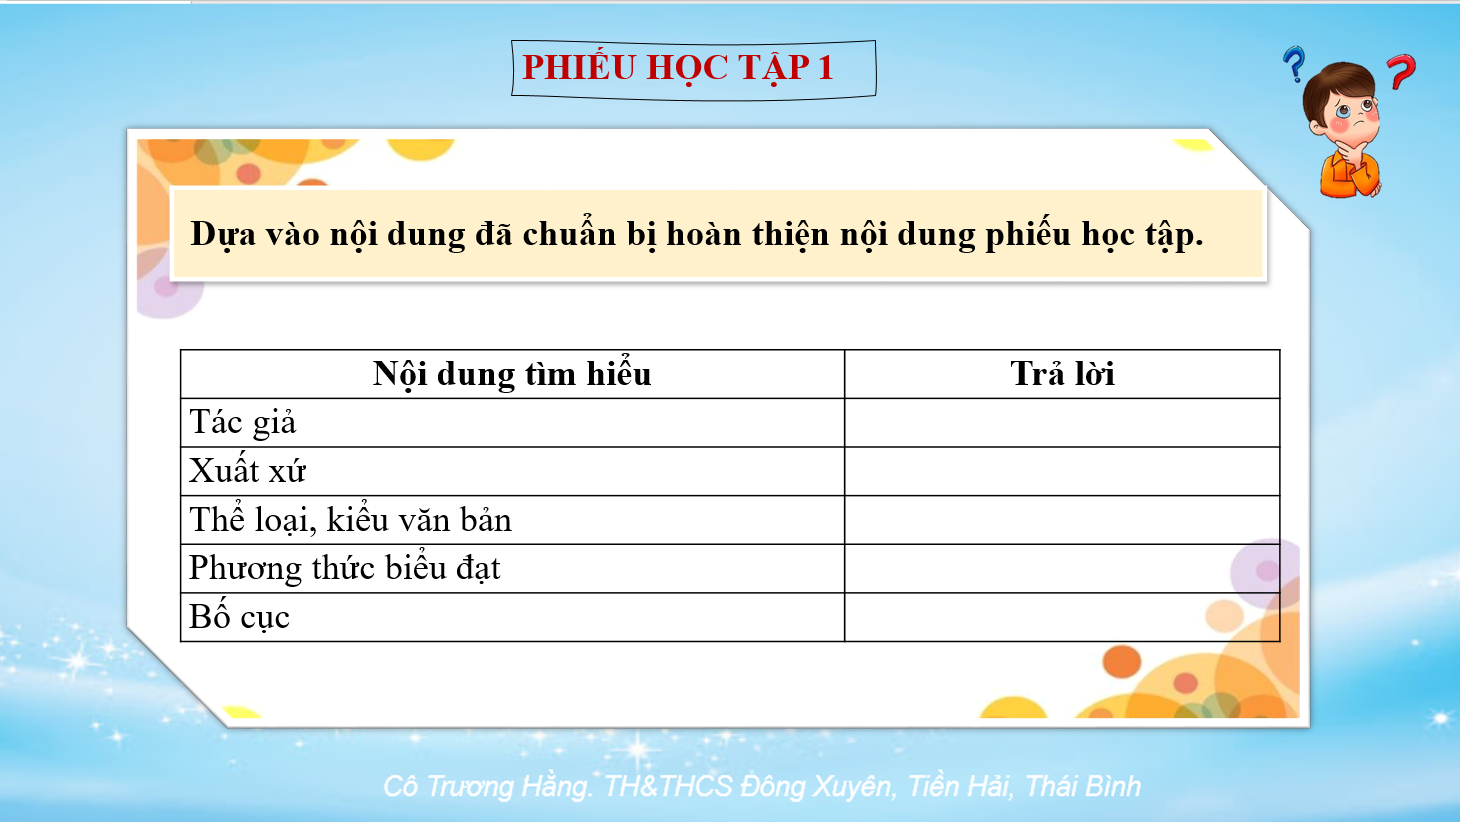 PHIẾU HỌC TẬP 1
Dựa vào nội dung đã chuẩn bị hoàn thiện nội dung phiếu học tập.
Nội dung tìm hiểu Trả lời
Tác giả
Xuất xứ
Thể loại, kiểu văn bản
Phương thức biểu đạt
Bố cục
Cô Trương Hằng. TH&THCS Đông Xuyên, Tiền Hải, Thái Bình